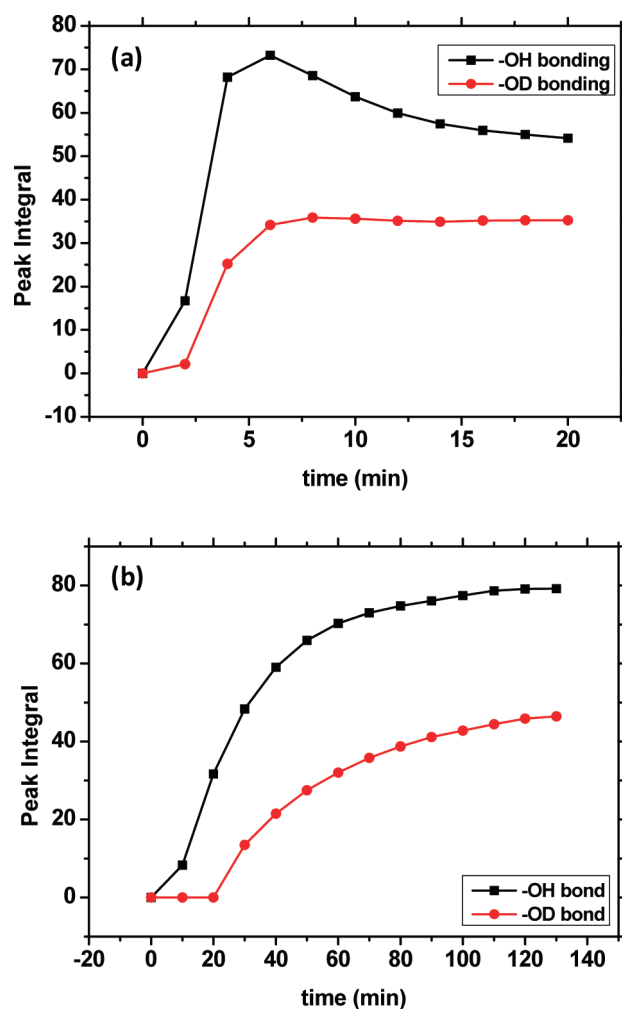 80
(a)
-OH bonding
70
-OD bonding
60
50
40
30
20
10
0
-10
Peak Integral
0 5 10 15 20
time (min)
(b)
80
60
40
20
0
Peak Integral
-OH bond
-OD bond
-20 0 20 40 60 80 100 120 140
time (min)